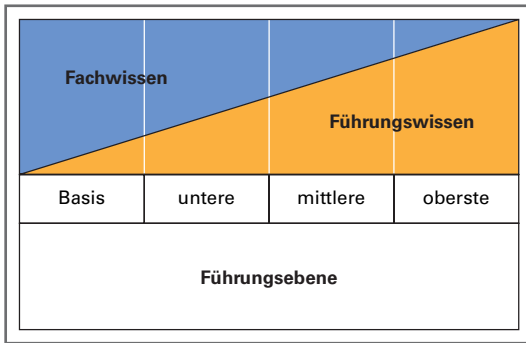 Fachwissen
Führungswissen
Basis untere mittlere oberste
Führungsebene